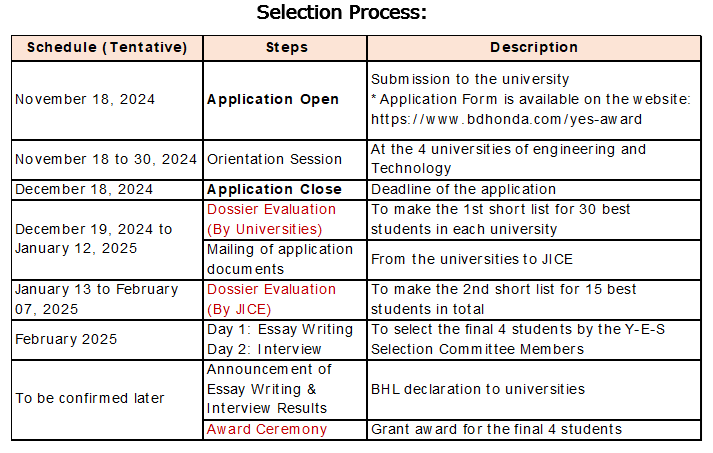 Selection Process:
Schedule (Tentative) Steps Description
November 18, 2024
Application Open
Submission to the university
* Application Form is available on the website:
https://www.bdhonda.com/yes-award
November 18 to 30, 2024
Orientation Session
At the 4 universities of engineering and
Technology
December 18, 2024
Application Close
Deadline of the application
December 19, 2024 to
January 12, 2025
Dossier Evaluation
(By Universities)
To make the 1st short list for 30 best
students in each university
Mailing of application
documents
From the universities to JICE
January 13 to February
07, 2025
Dossier Evaluation
(By JICE)
To make the 2nd short list for 15 best
students in total
February 2025
Day 1: Essay Writing
Day 2: Interview
To select the final 4 students by the Y-E-S
Selection Committee Members
To be confirmed later
Announcement of
Essay Writing &
Interview Results
BHL declaration to universities
Award Ceremony
Grant award for the final 4 students